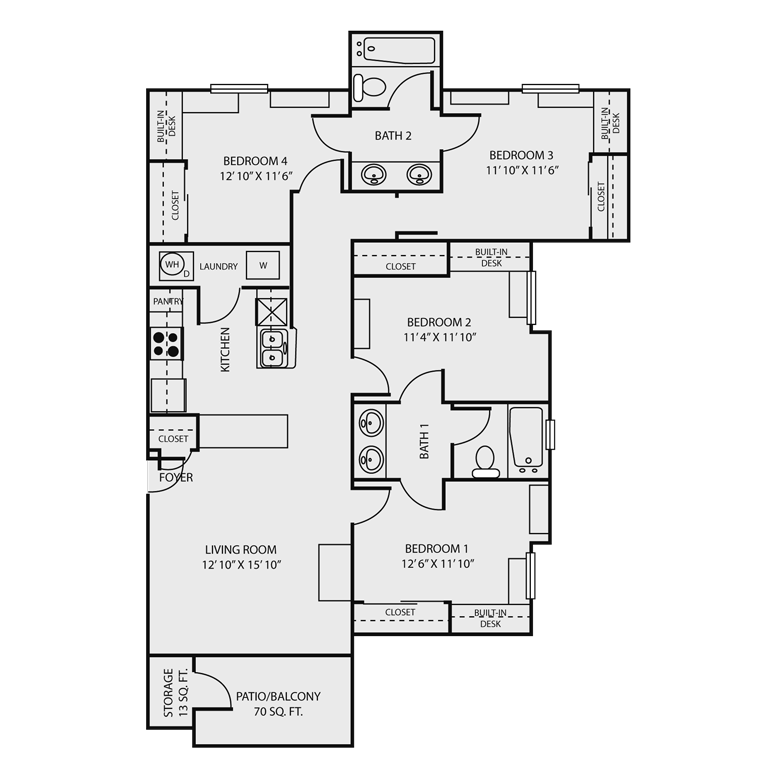 BUILT-IN
DESK
BATH 2
BUILT-IN
DESK
BEDROOM 4
12' 10" X 11' 6"
BEDROOM 3
11' 10" X 11' 6"
CLOSET
CLOSET
WH
D
LAUNDRY
W
CLOSET
BUILT-IN
DESK
PANTRY
KITCHEN
BEDROOM 2
11' 4" X 11' 10"
CLOSET
BATH 1
FOYER
LIVING ROOM
12' 10" X 15' 10"
BEDROOM 1
12' 6" X 11' 10"
CLOSET
BUILT-IN
DESK
STORAGE
13 SQ. FT.
PATIO/BALCONY
70 SQ. FT.